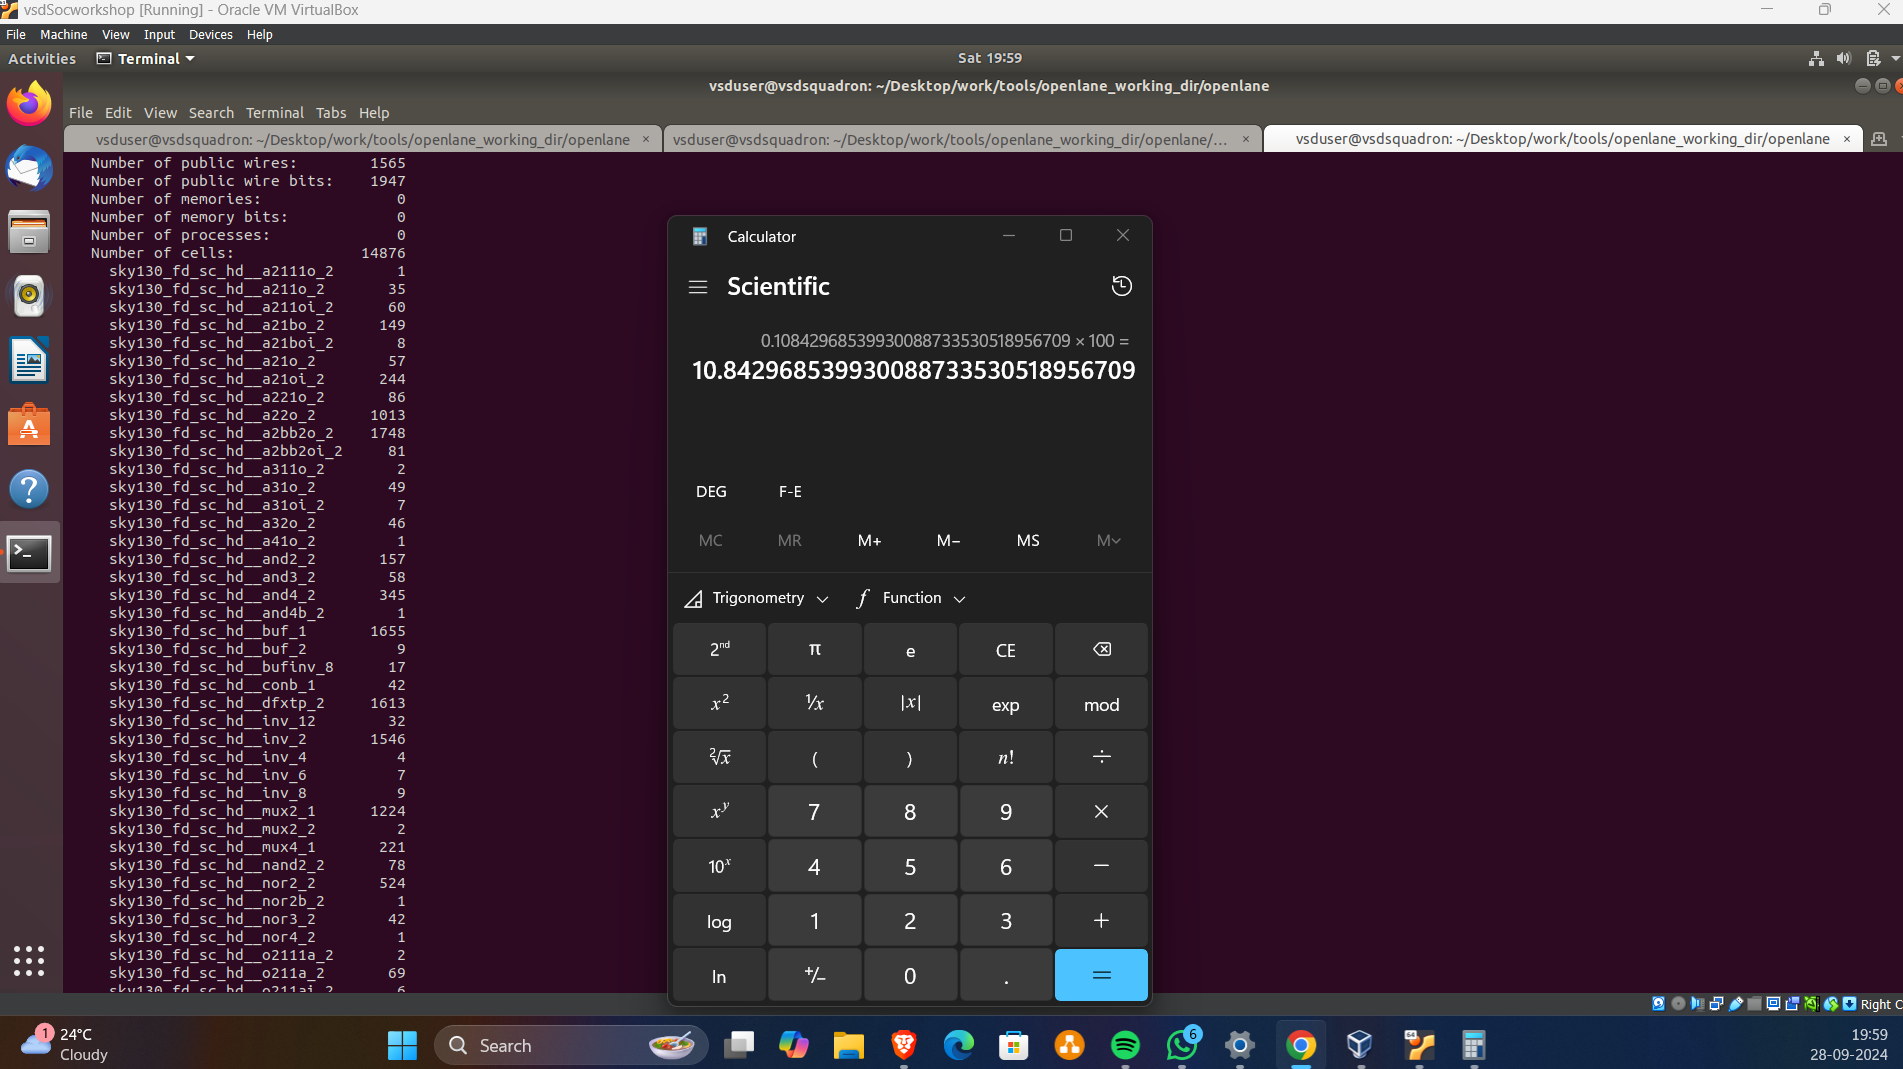 vsdSocworkshop [Running] - Oracle VM VirtualBox
File Machine View Input Devices Help
Activities Terminal Sat 19:59
vsduser@vsdsquadron: ~/Desktop/work/tools/openlane_working_dir/openlane
File Edit View Search Terminal Tabs Help
vsduser@vsdsquadron: ~/Desktop/work/tools/openlane_working_dir/openlane × vsduser@vsdsquadron: ~/Desktop/work/tools/openlane_working_dir/openlane/... × vsduser@vsdsquadron: ~/Desktop/work/tools/openlane_working_dir/openlane ×
Number of public wires: 1565
Number of public wire bits: 1947
Number of memories: 0
Number of memory bits: 0
Number of processes: 0
Number of cells: 14876
sky130_fd_sc_hd__a2111o_2 1
sky130_fd_sc_hd__a211o_2 35
sky130_fd_sc_hd__a211oi_2 60
sky130_fd_sc_hd__a21bo_2 149
sky130_fd_sc_hd__a21boi_2 8
sky130_fd_sc_hd__a21o_2 57
sky130_fd_sc_hd__a21oi_2 244
sky130_fd_sc_hd__a221o_2 86
sky130_fd_sc_hd__a22o_2 1013
sky130_fd_sc_hd__a2bb2o_2 1748
sky130_fd_sc_hd__a2bb2oi_2 81
sky130_fd_sc_hd__a311o_2 2
sky130_fd_sc_hd__a31o_2 49
sky130_fd_sc_hd__a31oi_2 7
sky130_fd_sc_hd__a32o_2 46
sky130_fd_sc_hd__a41o_2 1
sky130_fd_sc_hd__and2_2 157
sky130_fd_sc_hd__and3_2 58
sky130_fd_sc_hd__and4_2 345
sky130_fd_sc_hd__and4b_2 1
sky130_fd_sc_hd__buf_1 1655
sky130_fd_sc_hd__buf_2 9
sky130_fd_sc_hd__bufinv_8 17
sky130_fd_sc_hd__conb_1 42
sky130_fd_sc_hd__dfxtp_2 1613
sky130_fd_sc_hd__inv_12 32
sky130_fd_sc_hd__inv_2 1546
sky130_fd_sc_hd__inv_4 4
sky130_fd_sc_hd__inv_6 7
sky130_fd_sc_hd__inv_8 9
sky130_fd_sc_hd__mux2_1 1224
sky130_fd_sc_hd__mux2_2 2
sky130_fd_sc_hd__mux4_1 221
sky130_fd_sc_hd__nand2_2 78
sky130_fd_sc_hd__nor2_2 524
sky130_fd_sc_hd__nor2b_2 1
sky130_fd_sc_hd__nor3_2 42
sky130_fd_sc_hd__nor4_2 1
sky130_fd_sc_hd__o2111a_2 2
sky130_fd_sc_hd__o211a_2 69
sky130_fd_sc_hd__o211ai_2 6
Calculator
Scientific
0.10842968539930088733530518956709 × 100 =
10.842968539930088733530518956709
DEG F-E
MC MR M+ M− MS M
Trigonometry f Function
2nd π e CE
x² ¹/x |x| exp mod
²√x ( ) n! ÷
xʸ 7 8 9 ×
10ˣ 4 5 6 −
log 1 2 3 +
ln +/− 0 . =
Right C
1 24°C
Cloudy
Search
6
64
19:59
28-09-2024